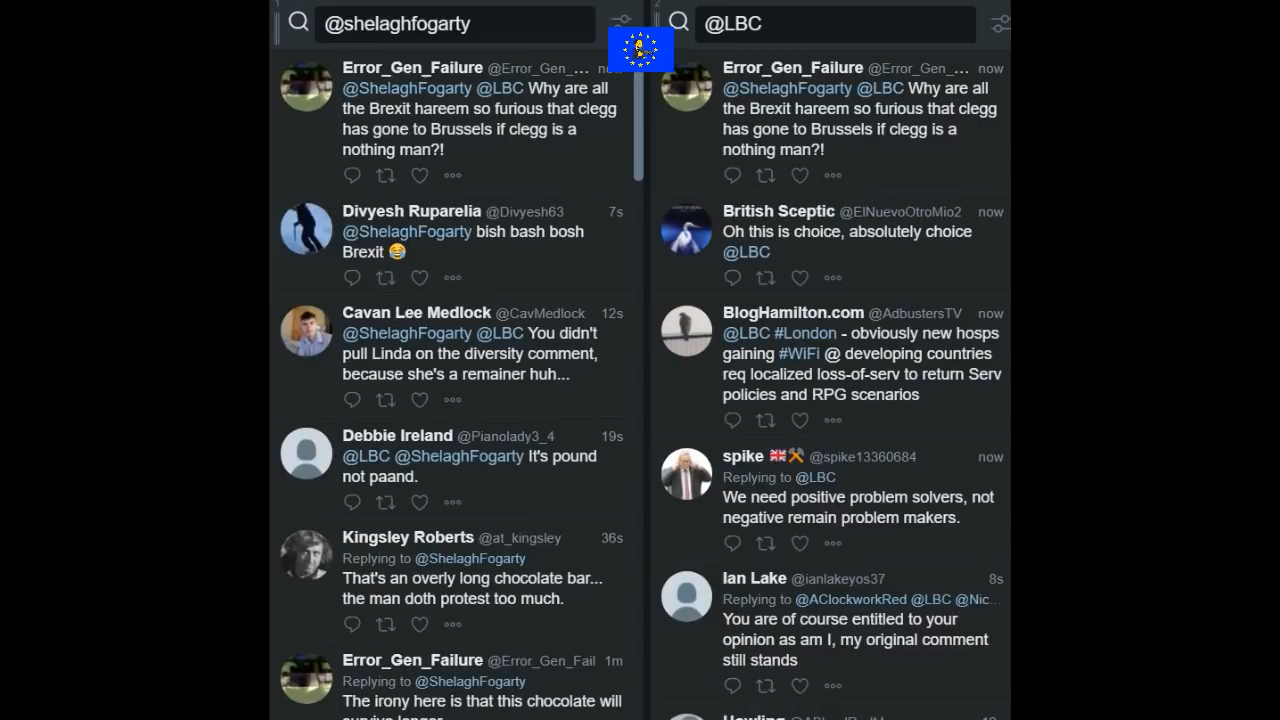 @shelaghfogarty
Error_Gen_Failure @Error_Gen_... now
@ShelaghFogarty @LBC Why are all
the Brexit hareem so furious that clegg
has gone to Brussels if clegg is a
nothing man?!
Divyesh Ruparelia @Divyesh63 7s
@ShelaghFogarty bish bash bosh
Brexit 😂
Cavan Lee Medlock @CavMedlock 12s
@ShelaghFogarty @LBC You didn't
pull Linda on the diversity comment,
because she's a remainer huh...
Debbie Ireland @Pianolady3_4 19s
@LBC @ShelaghFogarty It's pound
not paand.
Kingsley Roberts @at_kingsley 36s
Replying to @ShelaghFogarty
That's an overly long chocolate bar...
the man doth protest too much.
Error_Gen_Failure @Error_Gen_Fail 1m
Replying to @ShelaghFogarty
The irony here is that this chocolate will
survive longer
@LBC
Error_Gen_Failure @Error_Gen_... now
@ShelaghFogarty @LBC Why are all
the Brexit hareem so furious that clegg
has gone to Brussels if clegg is a
nothing man?!
British Sceptic @ElNuevoOtroMio2 now
Oh this is choice, absolutely choice
@LBC
BlogHamilton.com @AdbustersTV now
@LBC #London - obviously new hosps
gaining #WiFi @ developing countries
req localized loss-of-serv to return Serv
policies and RPG scenarios
spike 🇬🇧⚒ @spike13360684 now
Replying to @LBC
We need positive problem solvers, not
negative remain problem makers.
Ian Lake @ianlakeyos37 8s
Replying to @AClockworkRed @LBC @Nic...
You are of course entitled to your
opinion as am I, my original comment
still stands